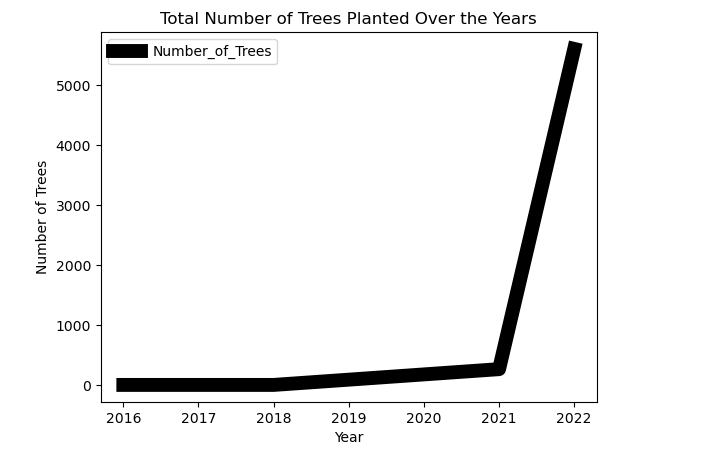 Total Number of Trees Planted Over the Years
Number_of_Trees
5000
4000
3000
2000
1000
0
Number of Trees
2016 2017 2018 2019 2020 2021 2022
Year